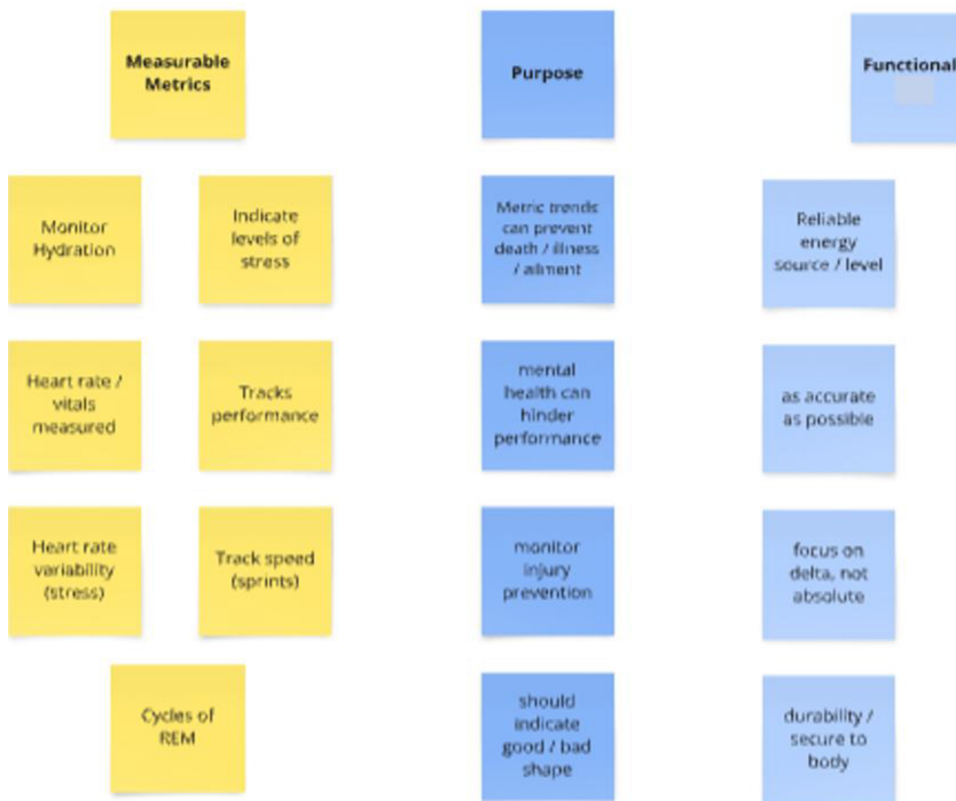 Measurable
Metrics
Purpose
Functional
Monitor
Hydration
Indicate
levels of
stress
Metric trends
can prevent
death / illness
/ ailment
Reliable
energy
source / level
Heart rate /
vitals
measured
Tracks
performance
mental
health can
hinder
performance
as accurate
as possible
Heart rate
variability
(stress)
Track speed
(sprints)
monitor
injury
prevention
focus on
delta, not
absolute
Cycles of
REM
should
indicate
good / bad
shape
durability /
secure to
body